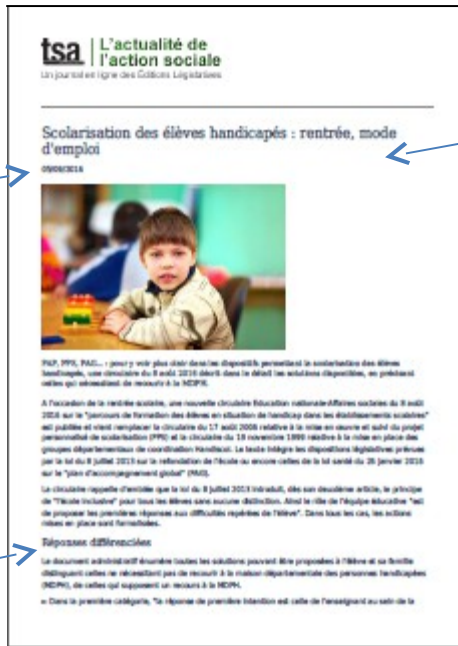 tsa L'actualité de
l'action sociale
Un journal en ligne des Éditions Législatives
Scolarisation des élèves handicapés : rentrée, mode
d'emploi
05/09/2016
PAP, PPS, PAG... : pour y voir plus clair dans les dispositifs permettant la scolarisation des élèves
handicapés, une circulaire du 8 août 2016 décrit dans le détail les solutions disponibles, en précisant
celles qui nécessitent de recourir à la MDPH.
A l'occasion de la rentrée scolaire, une nouvelle circulaire Education nationale-Affaires sociales du 8 août
2016 sur le "parcours de formation des élèves en situation de handicap dans les établissements scolaires"
est publiée et vient remplacer la circulaire du 17 août 2006 relative à la mise en œuvre et suivi du projet
personnalisé de scolarisation (PPS) et la circulaire du 19 novembre 1999 relative à la mise en place des
groupes départementaux de coordination Handiscol. Le texte intègre les dispositions législatives prévues
par la loi du 8 juillet 2013 sur la refondation de l'école ou encore celles de la loi santé du 26 janvier 2016
sur le "plan d'accompagnement global" (PAG).
La circulaire rappelle d'emblée que la loi du 8 juillet 2013 introduit, dès son deuxième article, le principe
de "l'école inclusive" pour tous les élèves sans aucune distinction. Ainsi le rôle de l'équipe éducative "est
de proposer les premières réponses aux difficultés repérées de l'élève". Dans tous les cas, les actions
mises en place sont formalisées.
Réponses différenciées
Le document administratif énumère toutes les solutions pouvant être proposées à l'élève et sa famille
distinguant celles ne nécessitant pas de recourir à la maison départementale des personnes handicapées
(MDPH), de celles qui supposent un recours à la MDPH.
Dans la première catégorie, "la réponse de première intention est celle de l'enseignant au sein de la